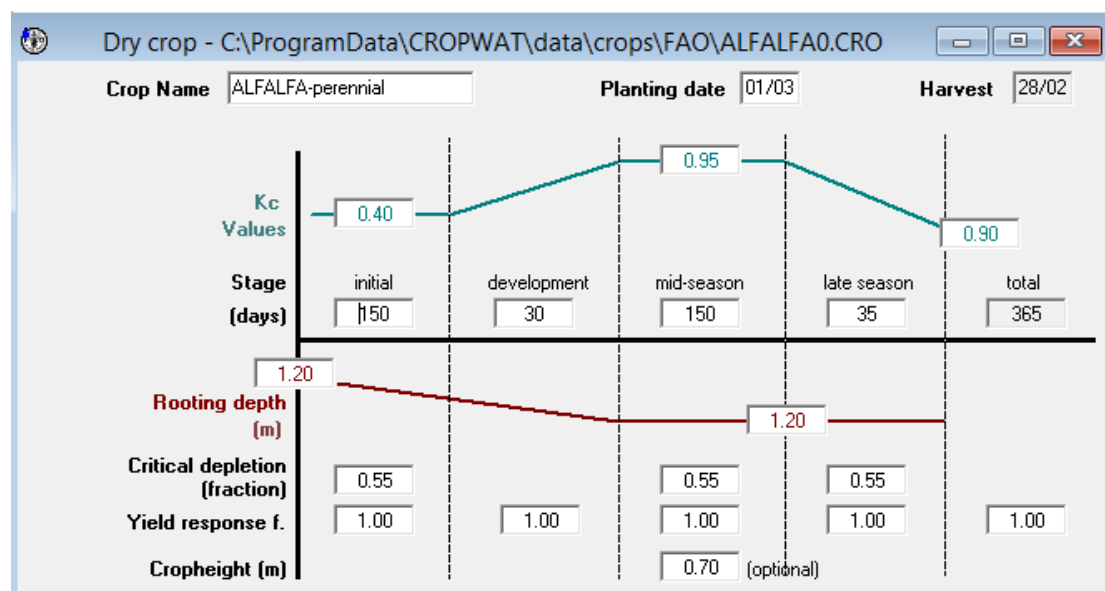 Dry crop - C:\ProgramData\CROPWAT\data\crops\FAO\ALFALFA0.CRO
Crop Name ALFALFA-perennial Planting date 01/03 Harvest 28/02
0.95
Kc
Values
0.40
0.90
Stage initial development mid-season late season total
(days) 150 30 150 35 365
1.20
Rooting depth
(m)
1.20
Critical depletion
(fraction)
0.55 0.55 0.55
Yield response f. 1.00 1.00 1.00 1.00 1.00
Cropheight (m) 0.70 (optional)